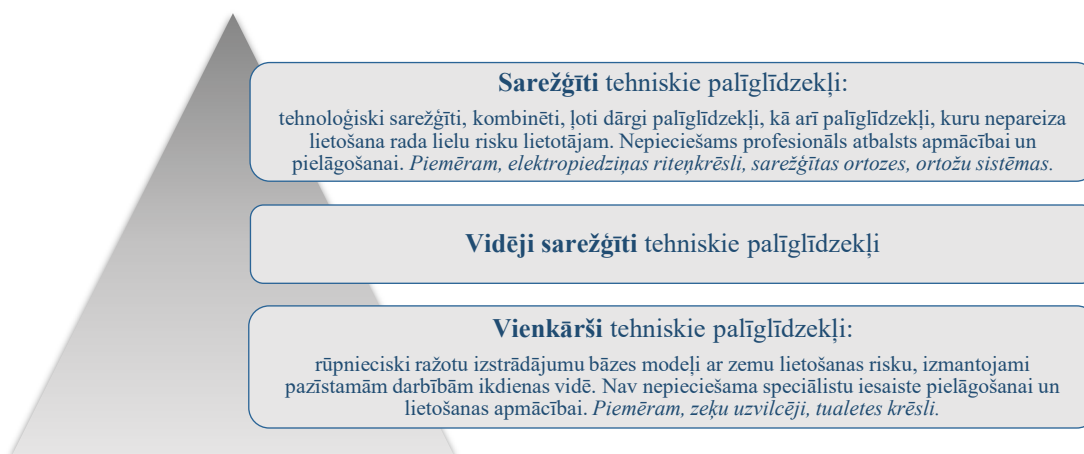 Sarežģīti tehniskie palīglīdzekļi:
tehnoloģiski sarežģīti, kombinēti, ļoti dārgi palīglīdzekļi, kā arī palīglīdzekļi, kuru nepareiza
lietošana rada lielu risku lietotājam. Nepieciešams profesionāls atbalsts apmācībai un
pielāgošanai. Piemēram, elektropiedziņas riteņkrēsli, sarežģītas ortozes, ortožu sistēmas.
Vidēji sarežģīti tehniskie palīglīdzekļi
Vienkārši tehniskie palīglīdzekļi:
rūpnieciski ražotu izstrādājumu bāzes modeļi ar zemu lietošanas risku, izmantojami
pazīstamām darbībām ikdienas vidē. Nav nepieciešama speciālistu iesaiste pielāgošanai un
lietošanas apmācībai. Piemēram, zeķu uzvilcēji, tualetes krēsli.